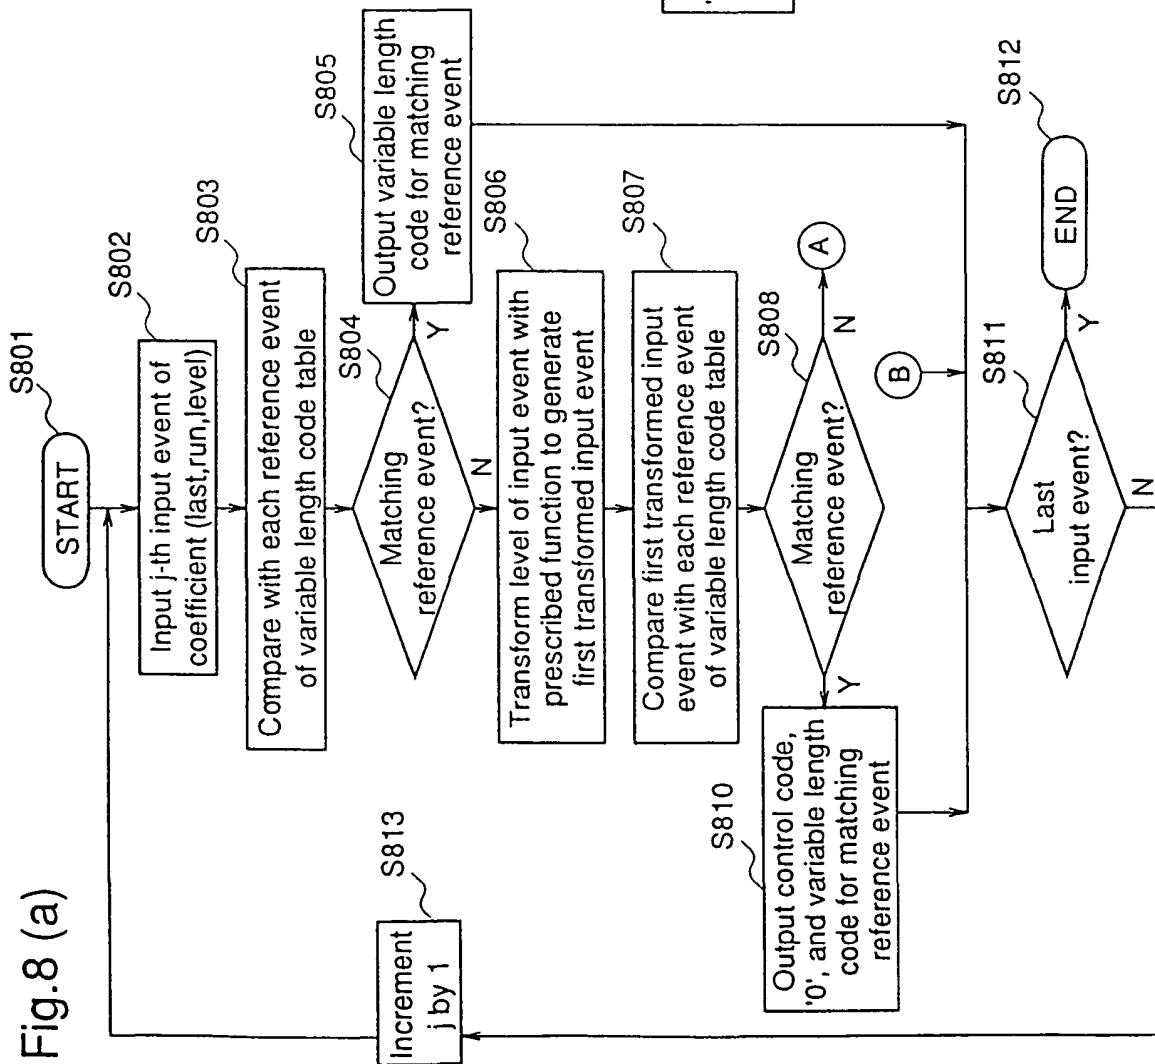 Fig.8 (a)
START
S801
Input j-th input event of
coefficient (last,run,level)
S802
Compare with each reference event
of variable length code table
S803
Matching
reference event?
S804
Y
N
Output variable length
code for matching
reference event
S805
Transform level of input event with
prescribed function to generate
first transformed input event
S806
Compare first transformed input
event with each reference event
of variable length code table
S807
Matching
reference event?
S808
Y
N
A
Output control code,
'0', and variable length
code for matching
reference event
S810
B
Last
input event?
S811
Y
N
END
S812
Increment
j by 1
S813